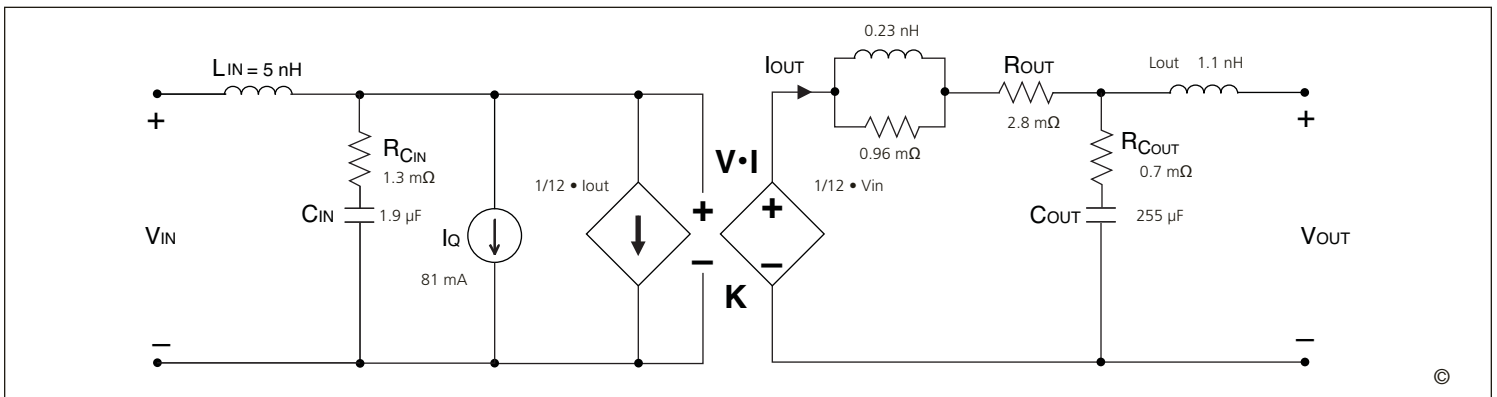 LIN = 5 nH
+
−
VIN
RCIN
1.3 mΩ
CIN
1.9 µF
IQ
81 mA
1/12 • Iout
+
−
V•I
K
1/12 • Vin
+
−
IOUT
0.23 nH
0.96 mΩ
ROUT
2.8 mΩ
RCOUT
0.7 mΩ
COUT
255 µF
Lout 1.1 nH
+
−
VOUT
©